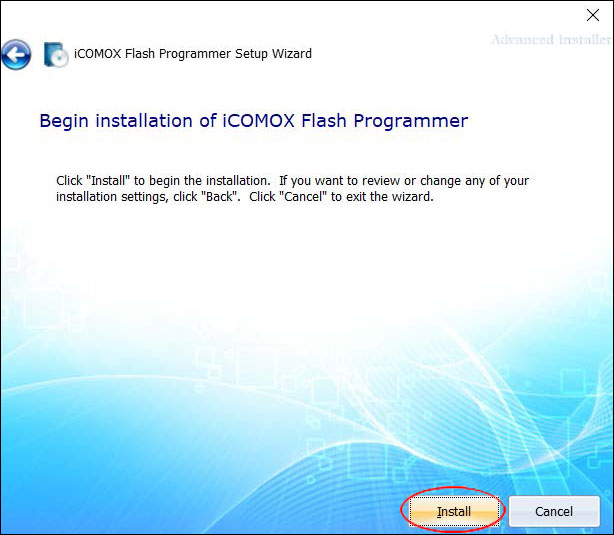 Advanced Installer
iCOMOX Flash Programmer Setup Wizard
Begin installation of iCOMOX Flash Programmer
Click "Install" to begin the installation.  If you want to review or change any of your
installation settings, click "Back".  Click "Cancel" to exit the wizard.
Install
Cancel